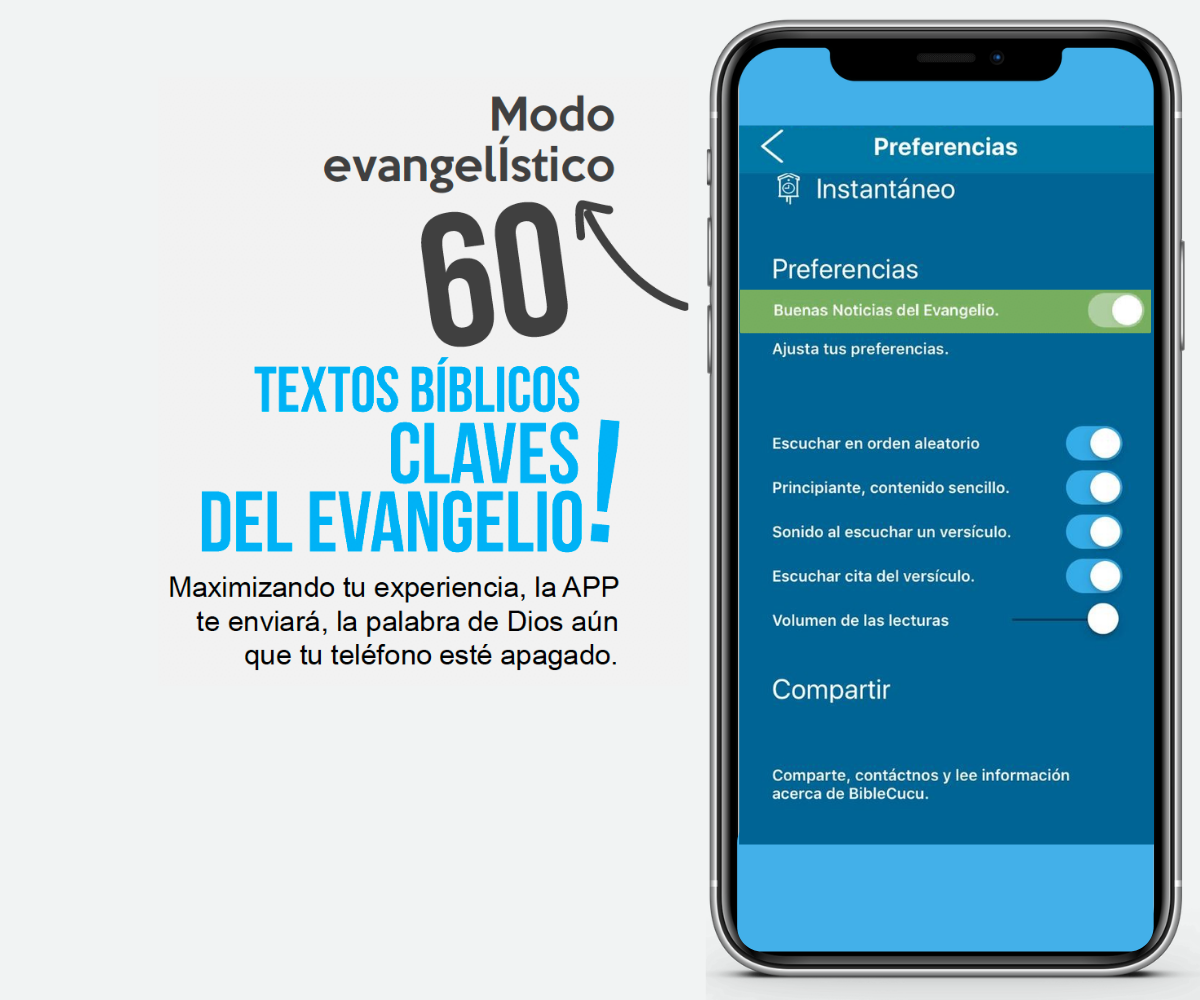 Modo
evangelÍstico
60
TEXTOS BÍBLICOS
CLAVES
DEL EVANGELIO!
Maximizando tu experiencia, la APP
te enviará, la palabra de Dios aún
que tu teléfono esté apagado.
Preferencias
Instantáneo
Preferencias
Buenas Noticias del Evangelio.
Ajusta tus preferencias.
Escuchar en orden aleatorio
Principiante, contenido sencillo.
Sonido al escuchar un versículo.
Escuchar cita del versículo.
Volumen de las lecturas
Compartir
Comparte, contáctnos y lee información
acerca de BibleCucu.